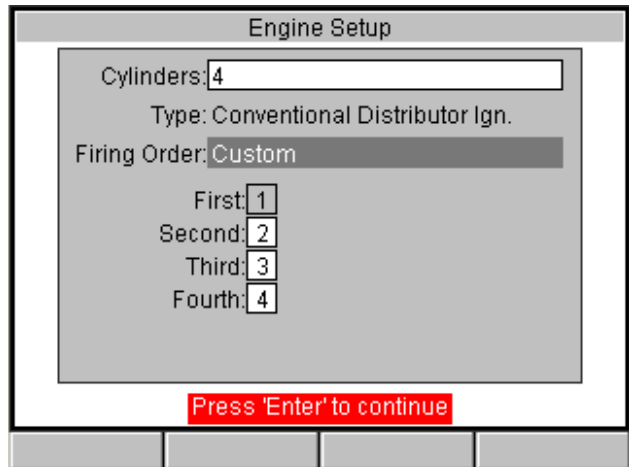 Engine Setup
Cylinders: 4
Type: Conventional Distributor Ign.
Firing Order: Custom
First: 1
Second: 2
Third: 3
Fourth: 4
Press 'Enter' to continue